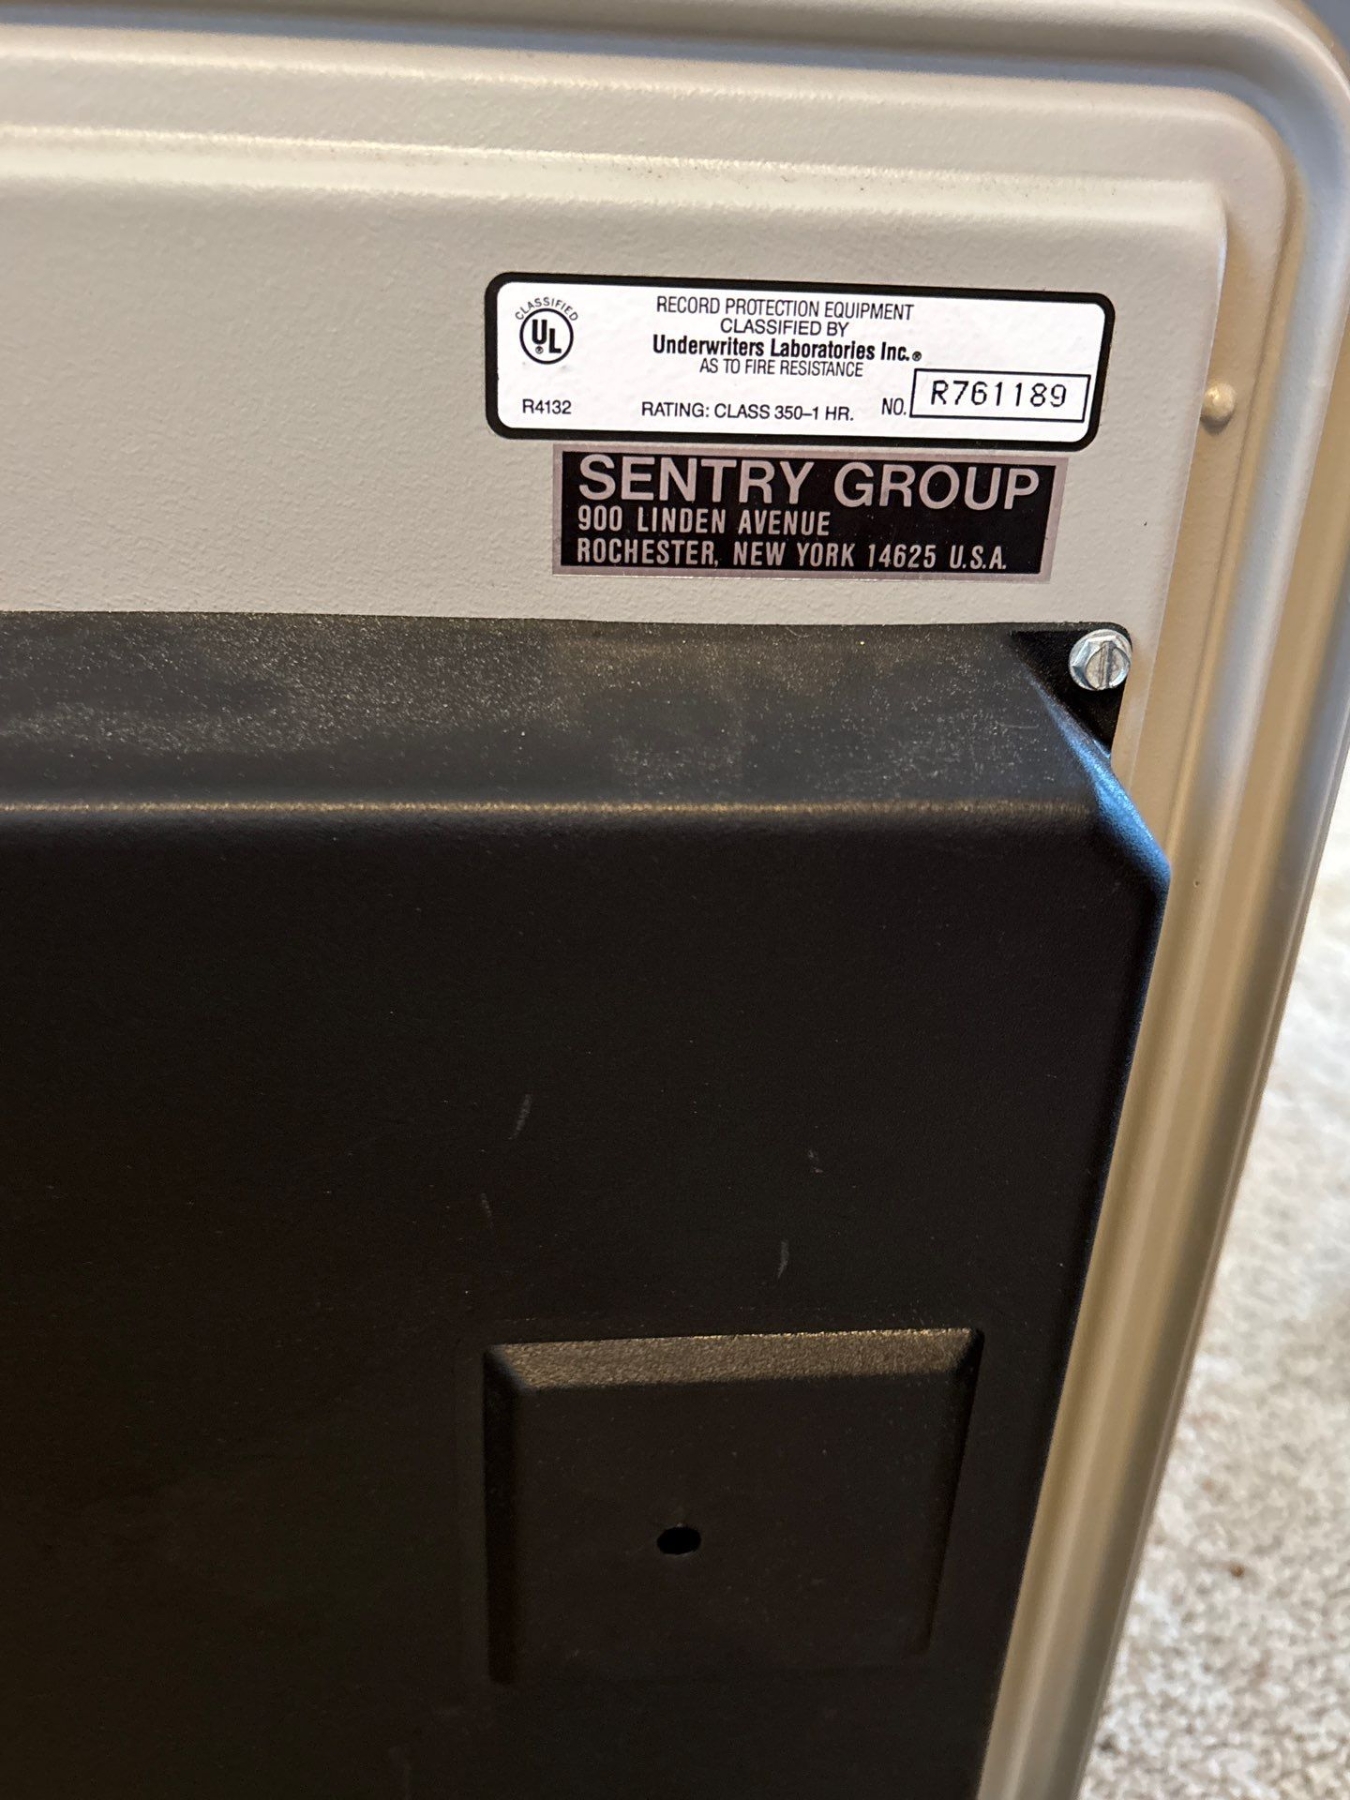 CLASSIFIED
UL®
RECORD PROTECTION EQUIPMENT
CLASSIFIED BY
Underwriters Laboratories Inc.®
AS TO FIRE RESISTANCE
R4132
RATING: CLASS 350–1 HR.
NO. R761189
SENTRY GROUP
900 LINDEN AVENUE
ROCHESTER, NEW YORK 14625 U.S.A.